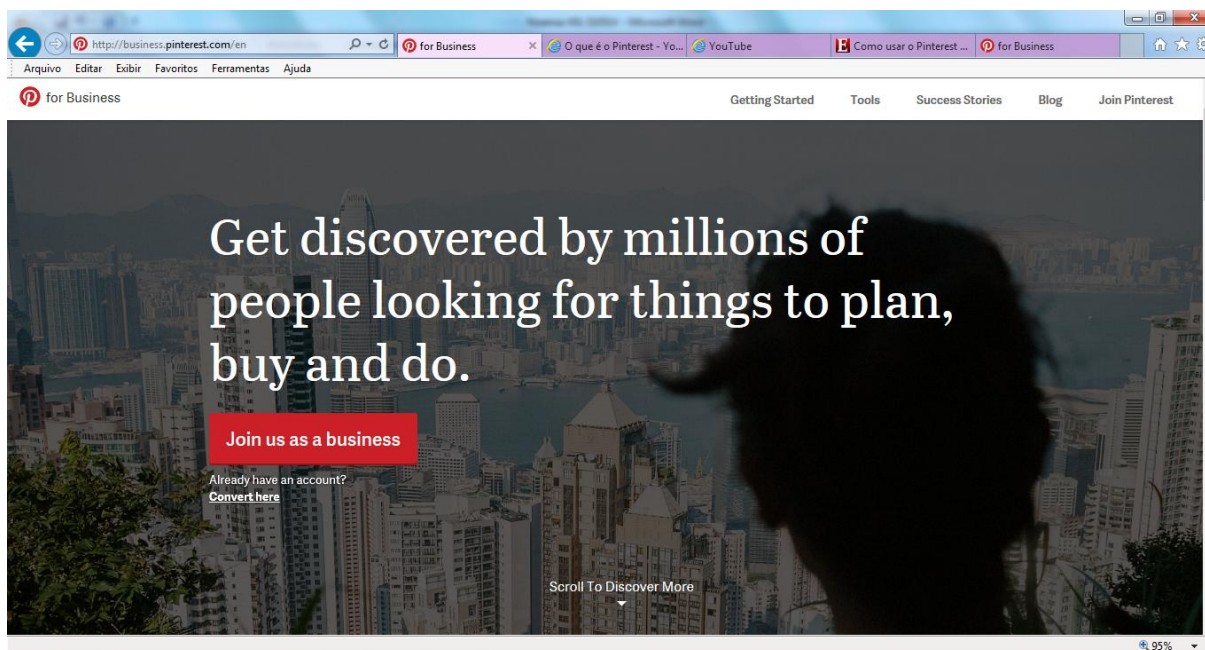 http://business.pinterest.com/en
for Business
O que é o Pinterest - Yo...
YouTube
Como usar o Pinterest ...
for Business
Arquivo Editar Exibir Favoritos Ferramentas Ajuda
for Business
Getting Started Tools Success Stories Blog Join Pinterest
Get discovered by millions of
people looking for things to plan,
buy and do.
Join us as a business
Already have an account?
Convert here
Scroll To Discover More
95%